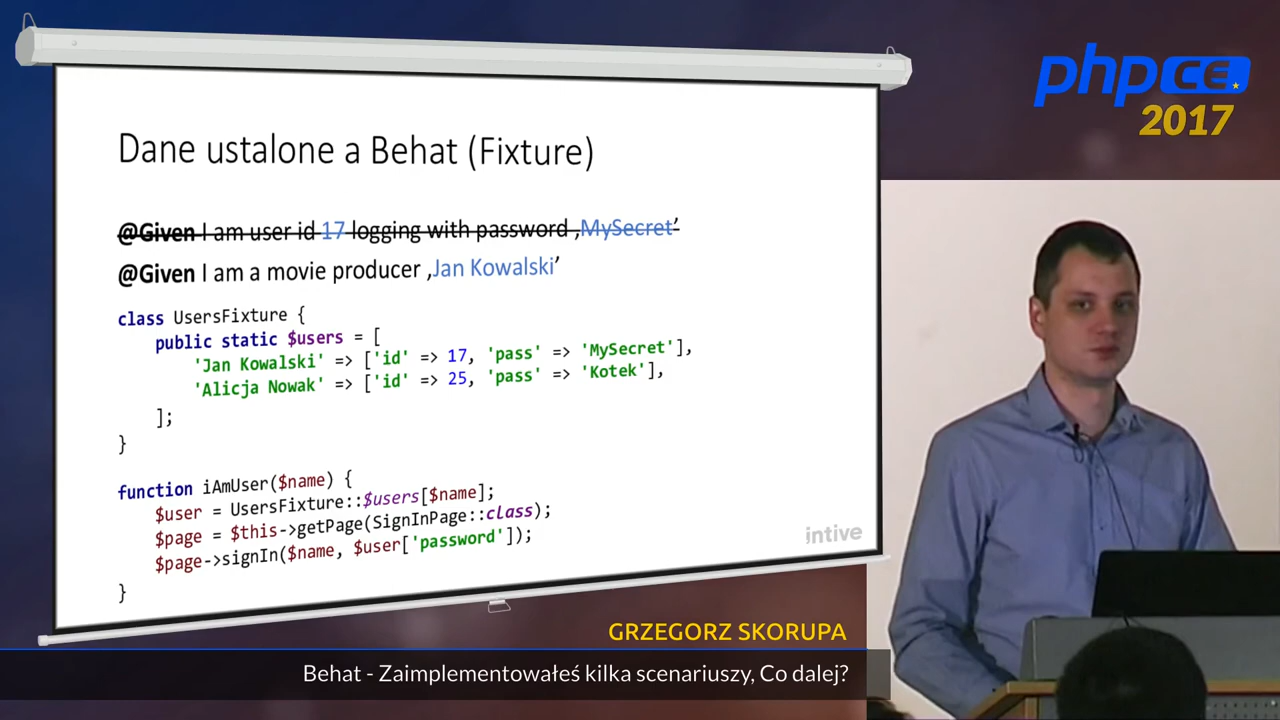 phpCE
2017
Dane ustalone a Behat (Fixture)
@Given I am user id 17 logging with password ‚MySecret’
@Given I am a movie producer ‚Jan Kowalski’
class UsersFixture {
public static $users = [
'Jan Kowalski' => ['id' => 17, 'pass' => 'MySecret'],
'Alicja Nowak' => ['id' => 25, 'pass' => 'Kotek'],
];
}
function iAmUser($name) {
$user = UsersFixture::$users[$name];
$page = $this->getPage(SignInPage::class);
$page->signIn($name, $user['password']);
}
intive
GRZEGORZ SKORUPA
Behat - Zaimplementowałeś kilka scenariuszy, Co dalej?